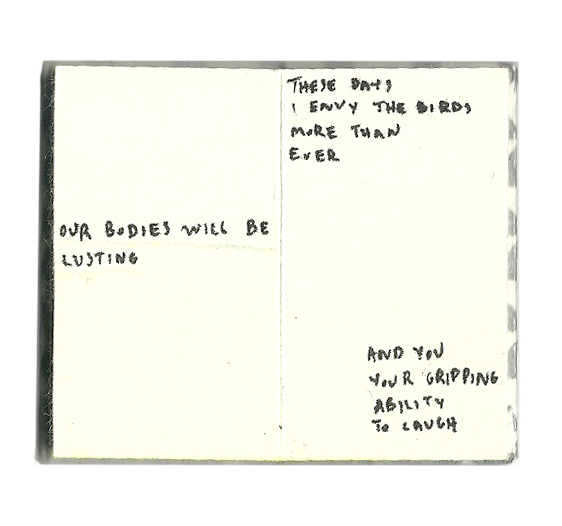 OUR BODIES WILL BE
LUSTING
THESE DAYS
I ENVY THE BIRDS
MORE THAN
EVER
AND YOU
YOUR GRIPPING
ABILITY
TO LAUGH